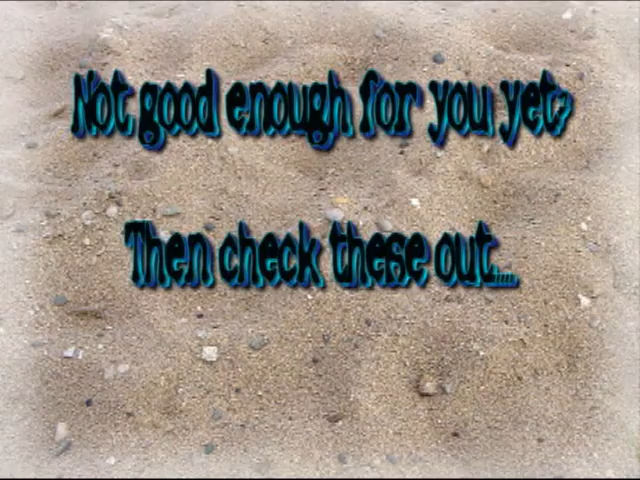 Not good enough for you yet?
Then check these out.....